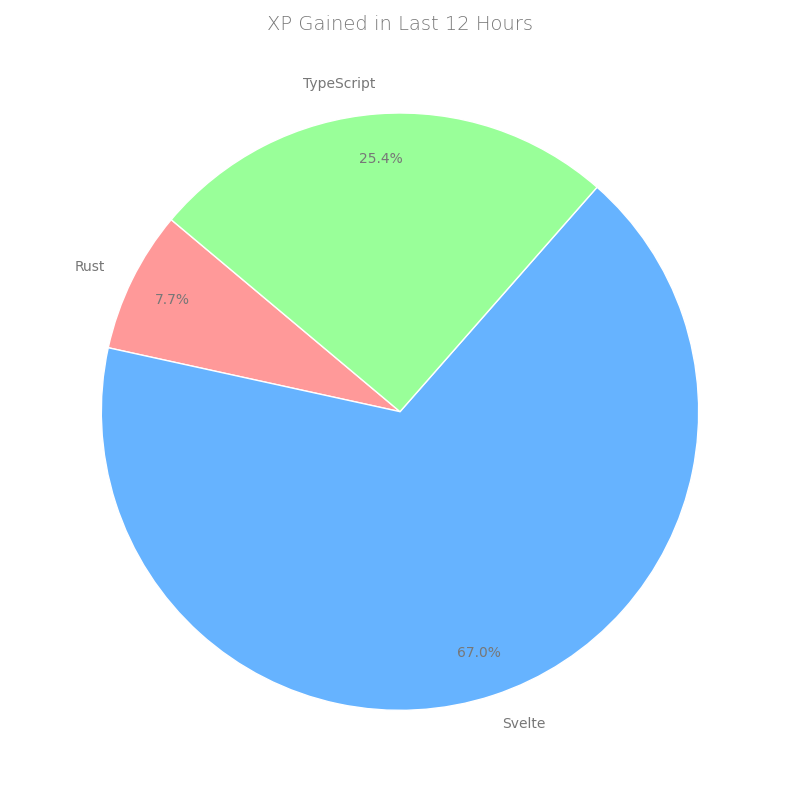 XP Gained in Last 12 Hours
TypeScript
25.4%
Rust
7.7%
67.0%
Svelte